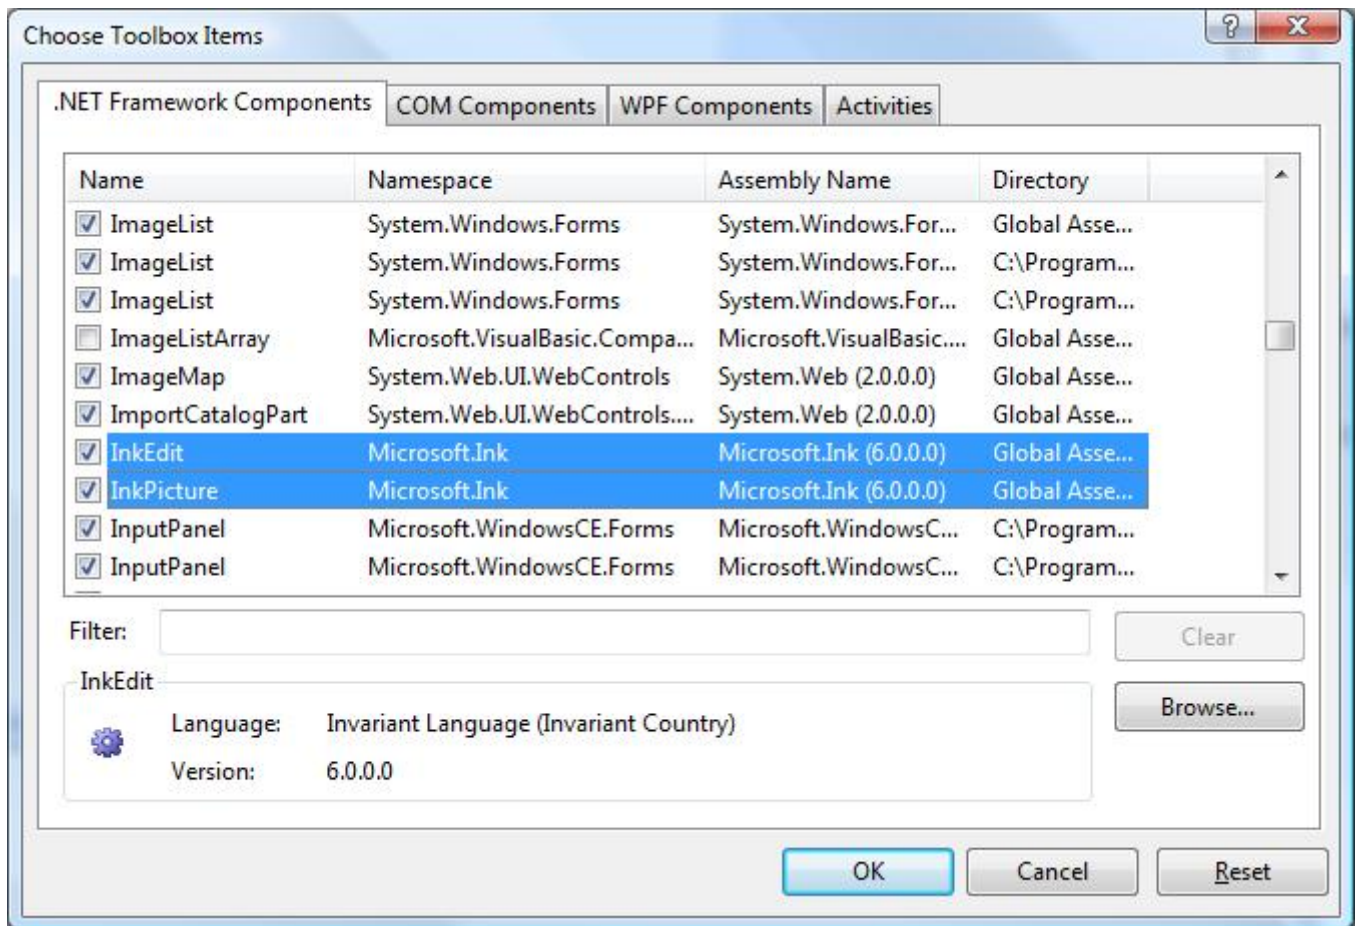 Choose Toolbox Items
.NET Framework Components COM Components WPF Components Activities
Name Namespace Assembly Name Directory
ImageList System.Windows.Forms System.Windows.For... Global Asse...
ImageList System.Windows.Forms System.Windows.For... C:\Program...
ImageList System.Windows.Forms System.Windows.For... C:\Program...
ImageListArray Microsoft.VisualBasic.Compa... Microsoft.VisualBasic.... Global Asse...
ImageMap System.Web.UI.WebControls System.Web (2.0.0.0) Global Asse...
ImportCatalogPart System.Web.UI.WebControls.... System.Web (2.0.0.0) Global Asse...
InkEdit Microsoft.Ink Microsoft.Ink (6.0.0.0) Global Asse...
InkPicture Microsoft.Ink Microsoft.Ink (6.0.0.0) Global Asse...
InputPanel Microsoft.WindowsCE.Forms Microsoft.WindowsC... C:\Program...
InputPanel Microsoft.WindowsCE.Forms Microsoft.WindowsC... C:\Program...
Filter: Clear
InkEdit
Browse...
Language: Invariant Language (Invariant Country)
Version: 6.0.0.0
OK Cancel Reset